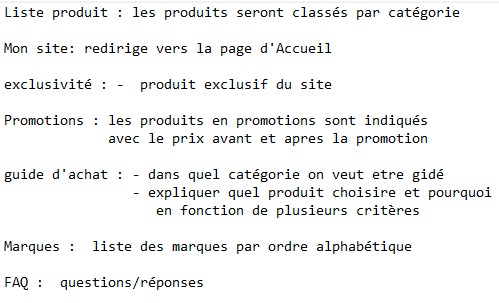 Liste produit : les produits seront classés par catégorie
Mon site: redirige vers la page d'Accueil
exclusivité : - produit exclusif du site
Promotions : les produits en promotions sont indiqués
avec le prix avant et apres la promotion
guide d'achat : - dans quel catégorie on veut etre gidé
- expliquer quel produit choisire et pourquoi
en fonction de plusieurs critères
Marques : liste des marques par ordre alphabétique
FAQ : questions/réponses